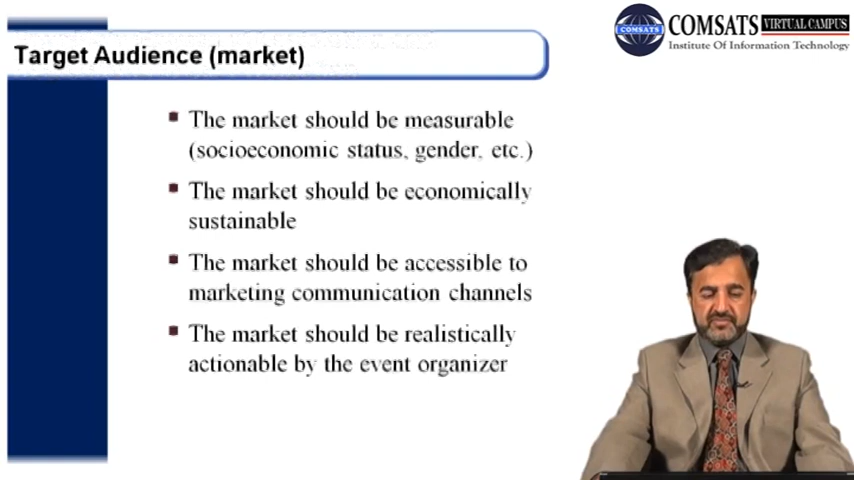 COMSATS VIRTUAL CAMPUS
COMSATS
Institute Of Information Technology
Target Audience (market)
The market should be measurable
(socioeconomic status, gender, etc.)
The market should be economically
sustainable
The market should be accessible to
marketing communication channels
The market should be realistically
actionable by the event organizer